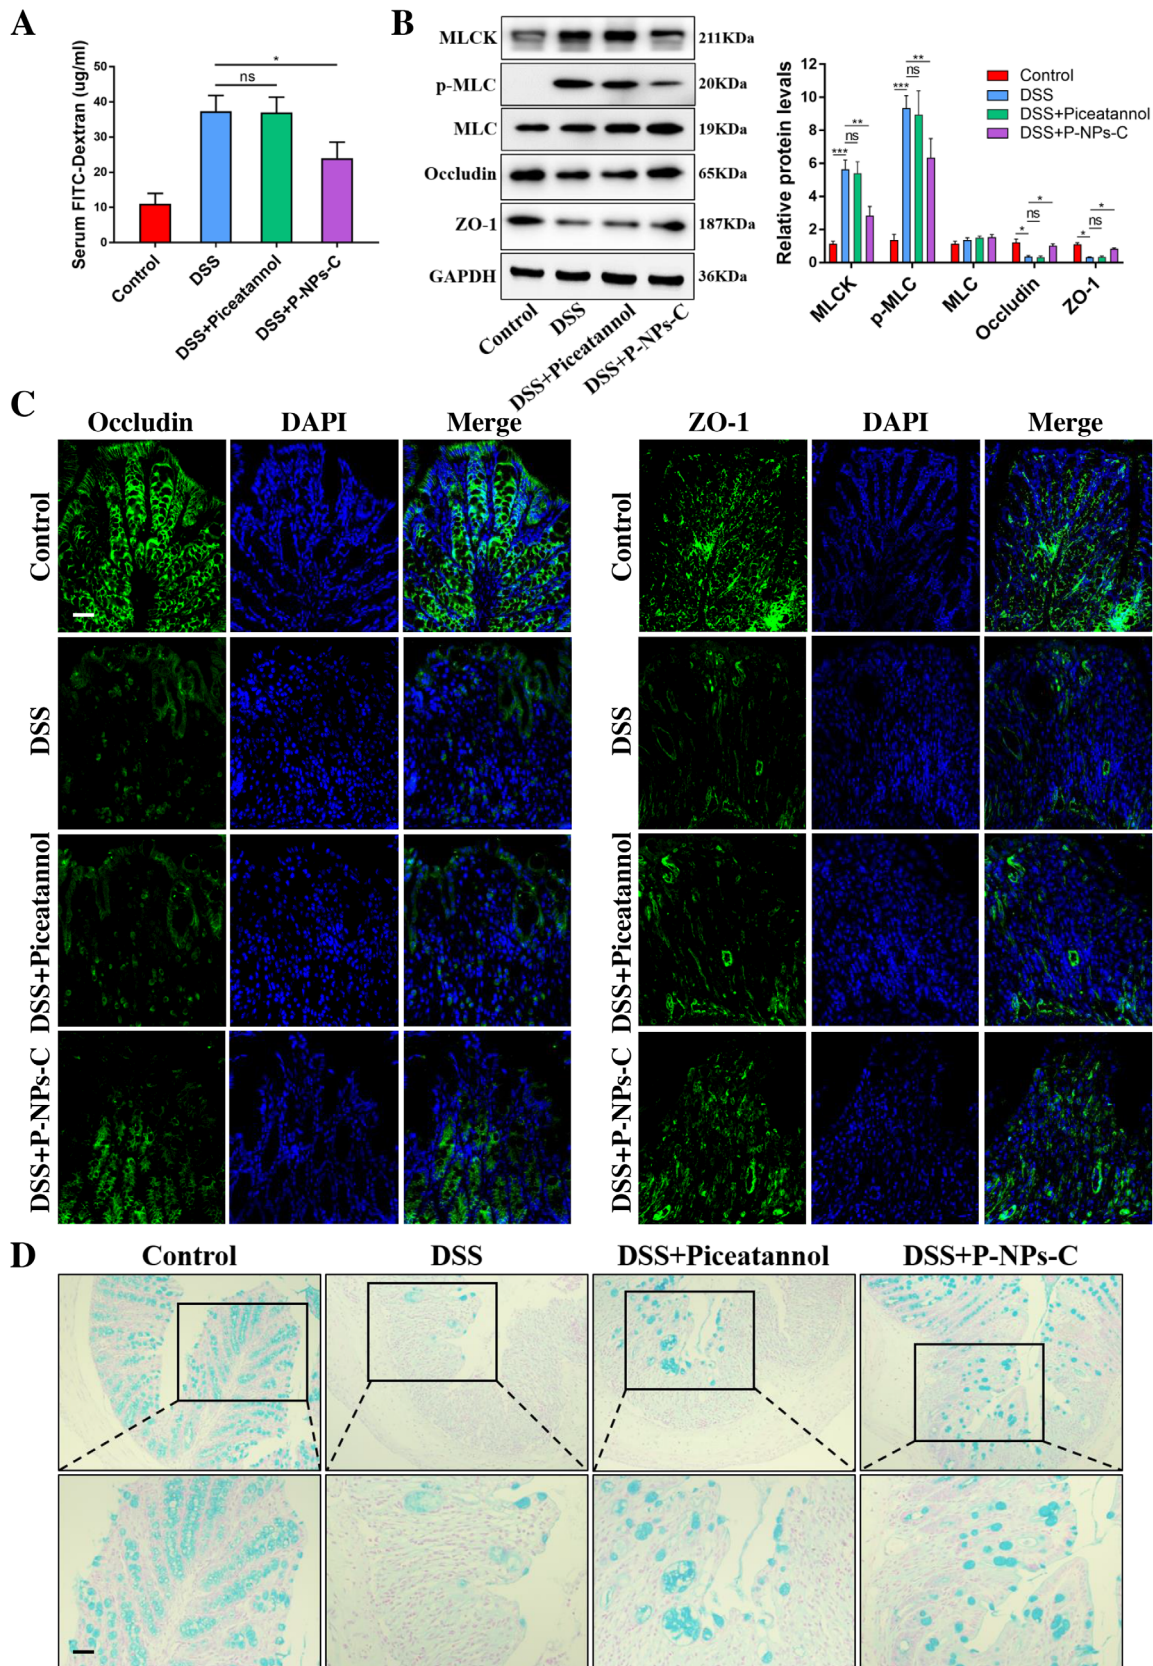 A
Serum FITC-Dextran (ug/ml)
50
40
30
20
10
0
*
ns
Control
DSS
DSS+Piceatannol
DSS+P-NPs-C
B
MLCK 211KDa
p-MLC 20KDa
MLC 19KDa
Occludin 65KDa
ZO-1 187KDa
GAPDH 36KDa
Control
DSS
DSS+Piceatannol
DSS+P-NPs-C
Relative protein levals
12
10
8
6
4
2
0
*** ns **
*** ns **
* ns *
* ns *
MLCK
p-MLC
MLC
Occludin
ZO-1
Control
DSS
DSS+Piceatannol
DSS+P-NPs-C
C
Occludin DAPI Merge ZO-1 DAPI Merge
Control Control
DSS DSS
DSS+Piceatannol DSS+Piceatannol
DSS+P-NPs-C DSS+P-NPs-C
D
Control DSS DSS+Piceatannol DSS+P-NPs-C